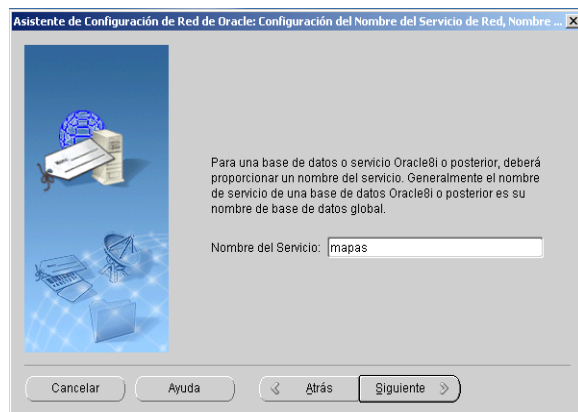 Asistente de Configuración de Red de Oracle: Configuración del Nombre del Servicio de Red, Nombre ...
Para una base de datos o servicio Oracle8i o posterior, deberá
proporcionar un nombre del servicio. Generalmente el nombre
de servicio de una base de datos Oracle8i o posterior es su
nombre de base de datos global.
Nombre del Servicio: mapas
Cancelar Ayuda Atrás Siguiente